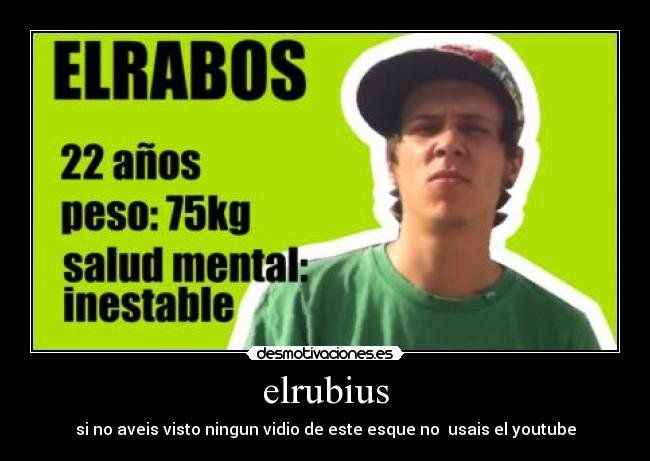 ELRABOS
22 años
peso: 75kg
salud mental:
inestable
desmotivaciones.es
elrubius
si no aveis visto ningun vidio de este esque no  usais el youtube